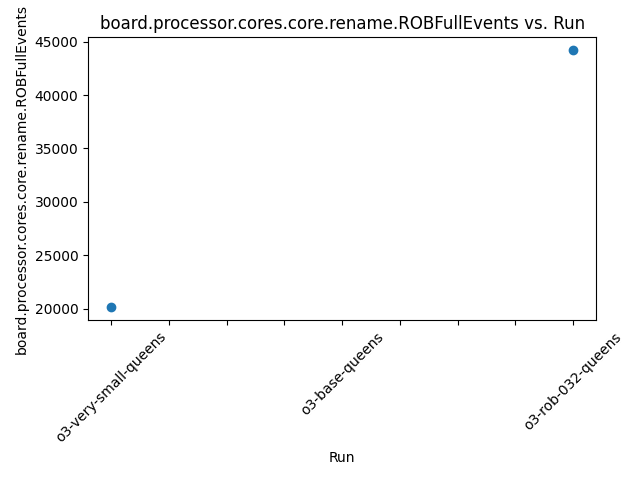 board.processor.cores.core.rename.ROBFullEvents vs. Run
board.processor.cores.core.rename.ROBFullEvents
45000
40000
35000
30000
25000
20000
o3-very-small-queens
o3-base-queens
o3-rob-032-queens
Run